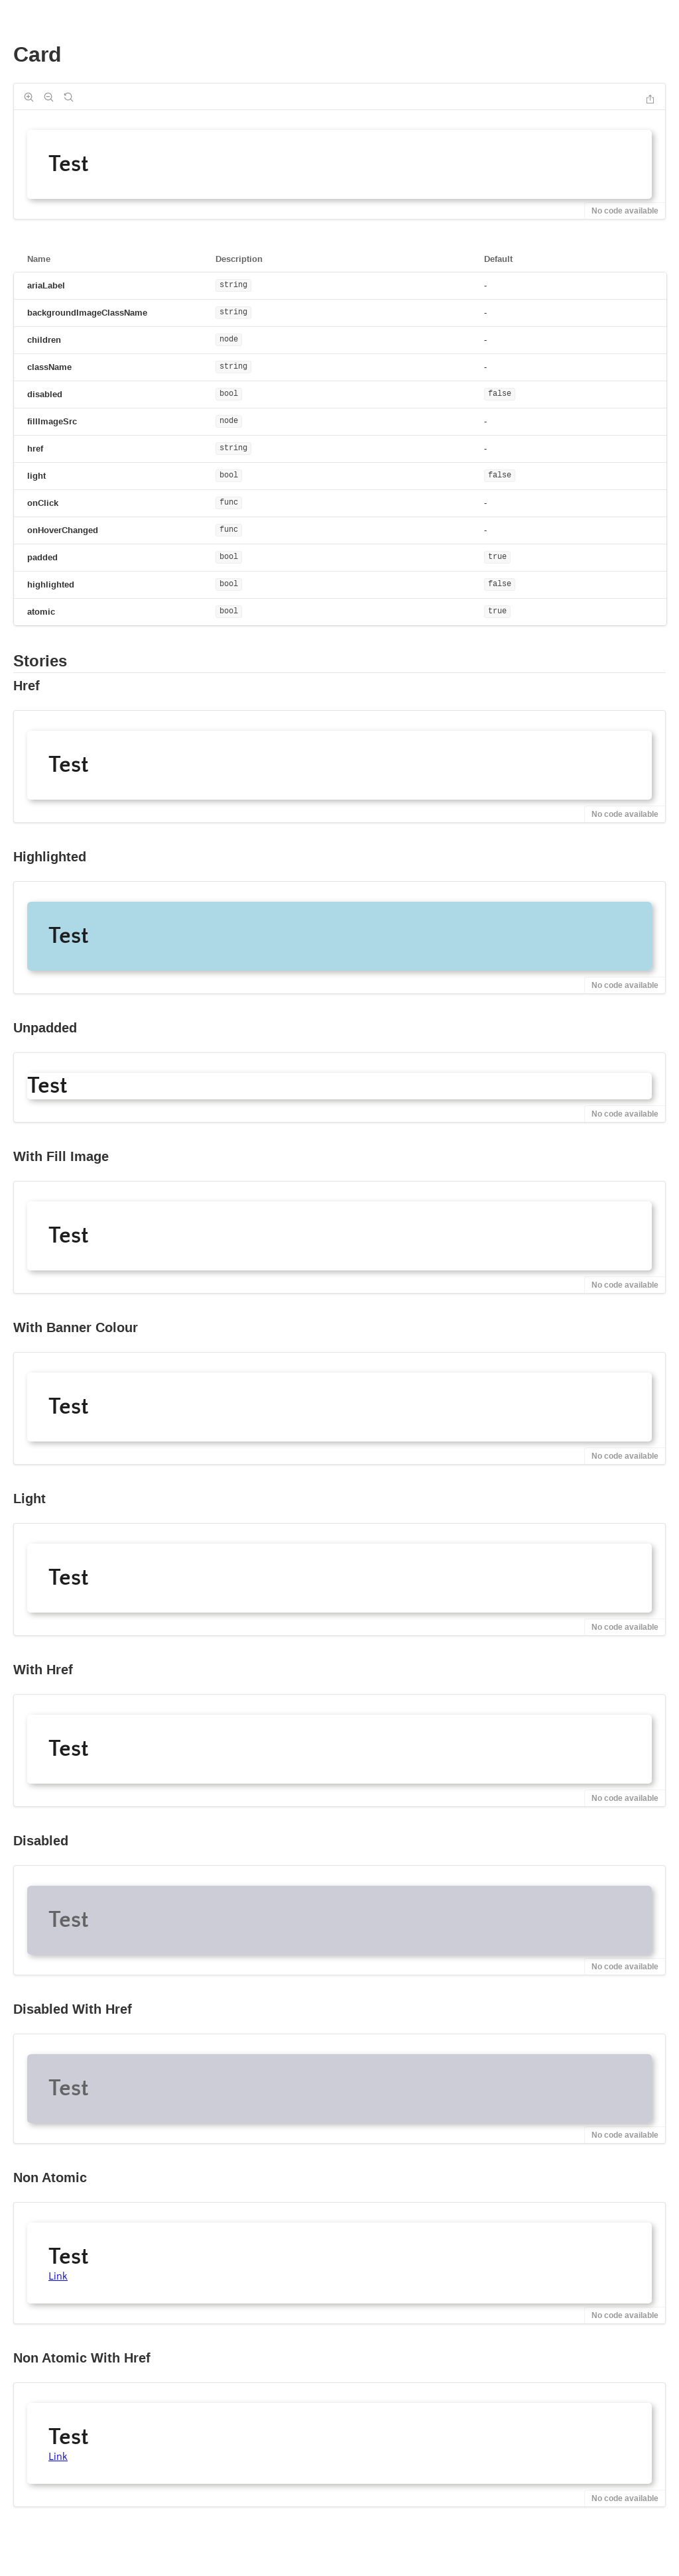 Card
Test
No code available
Name Description Default
ariaLabel string -
backgroundImageClassName string -
children node -
className string -
disabled bool false
fillImageSrc node -
href string -
light bool false
onClick func -
onHoverChanged func -
padded bool true
highlighted bool false
atomic bool true
Stories
Href
Test
No code available
Highlighted
Test
No code available
Unpadded
Test
No code available
With Fill Image
Test
No code available
With Banner Colour
Test
No code available
Light
Test
No code available
With Href
Test
No code available
Disabled
Test
No code available
Disabled With Href
Test
No code available
Non Atomic
Test
Link
No code available
Non Atomic With Href
Test
Link
No code available